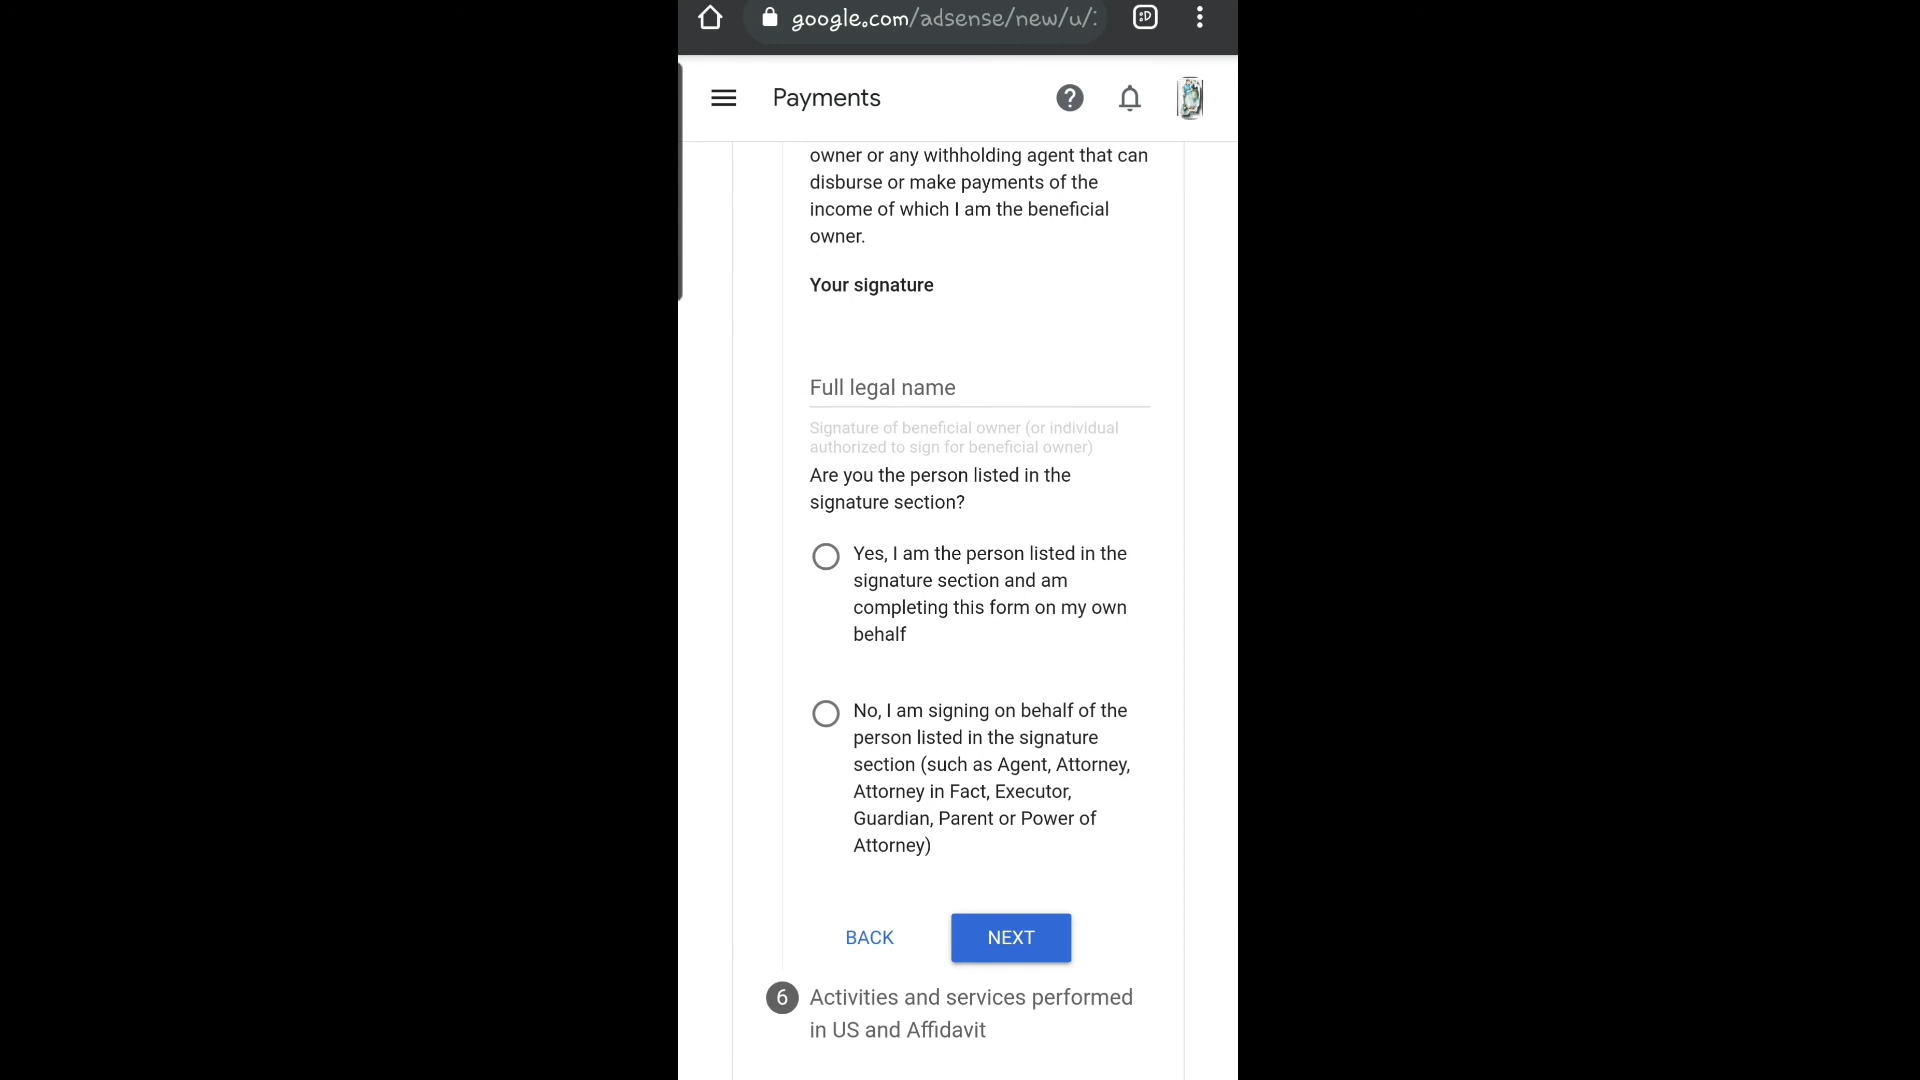 google.com/adsense/new/u/
:D
Payments
owner or any withholding agent that can
disburse or make payments of the
income of which I am the beneficial
owner.
Your signature
Full legal name
Signature of beneficial owner (or individual
authorized to sign for beneficial owner)
Are you the person listed in the
signature section?
Yes, I am the person listed in the
signature section and am
completing this form on my own
behalf
No, I am signing on behalf of the
person listed in the signature
section (such as Agent, Attorney,
Attorney in Fact, Executor,
Guardian, Parent or Power of
Attorney)
BACK
NEXT
6 Activities and services performed
in US and Affidavit